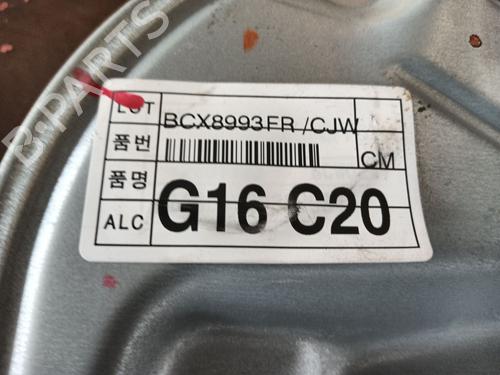 LOT BCX8993FR /CJW
품번 CM
품명
ALC G16 C20
B-PARTS